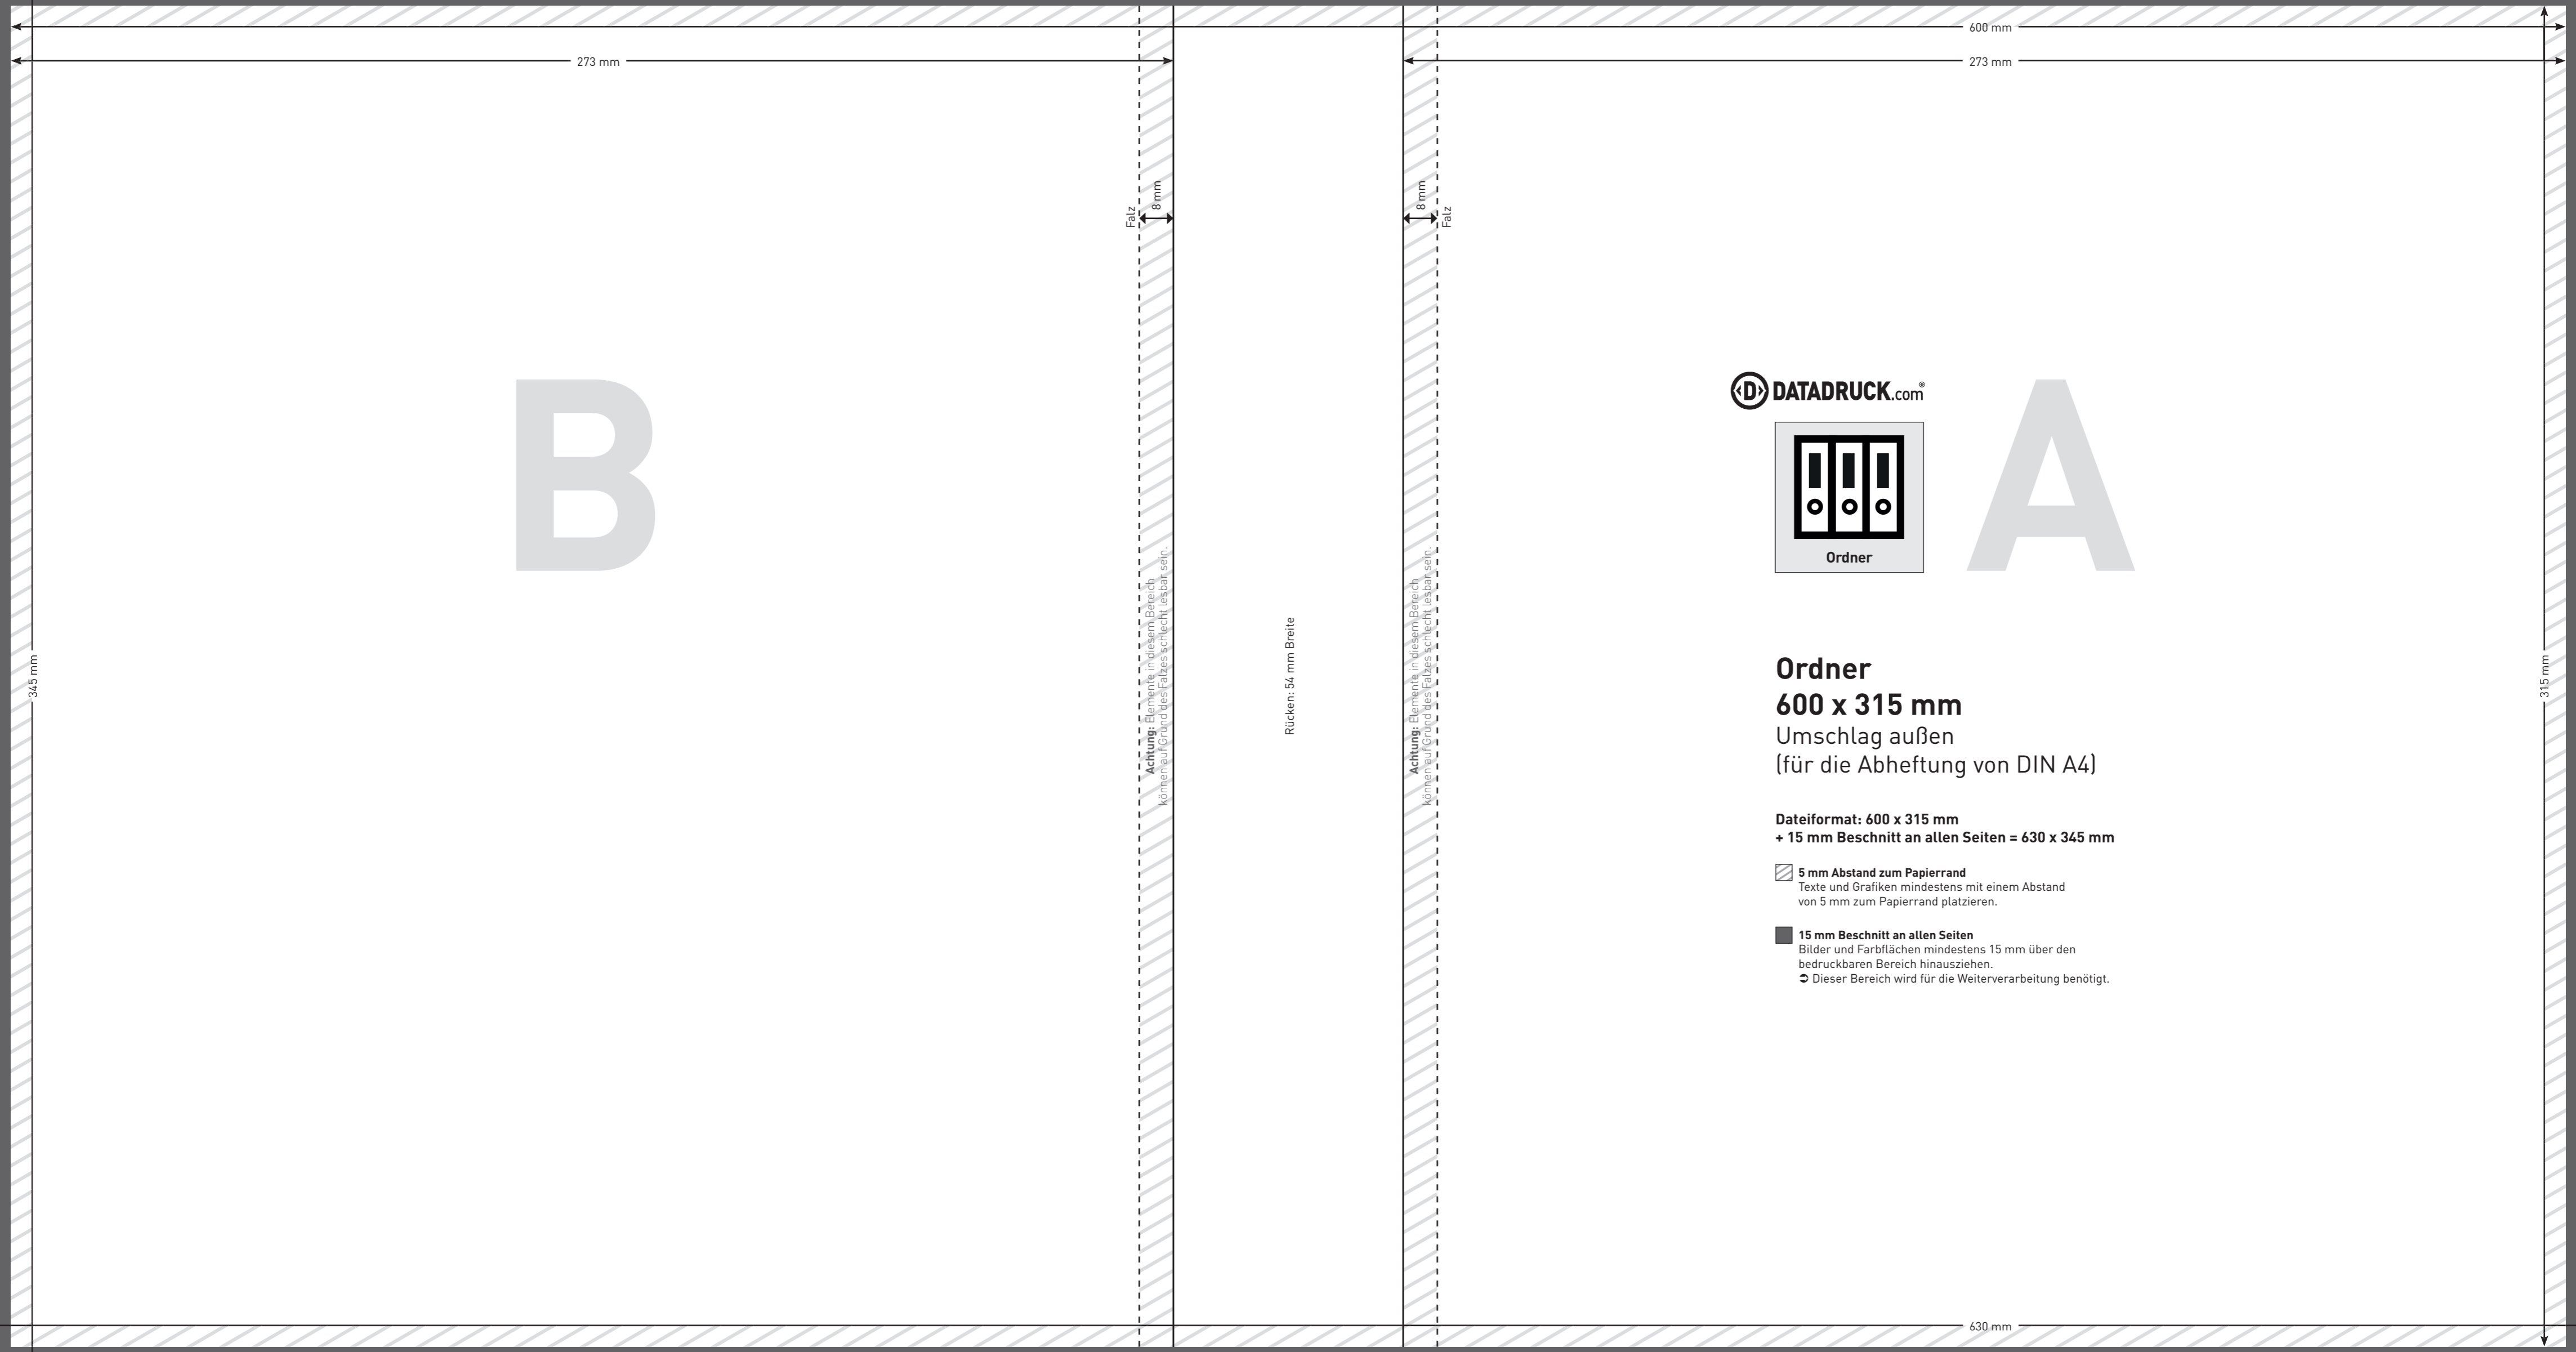 600 mm
273 mm
273 mm
8 mm
Falz
8 mm
Falz
B
A
<D> DATADRUCK.com®
Ordner
345 mm
Achtung: Elemente in diesem Bereich
können auf Grund des Falzes schlecht lesbar sein.
Rücken: 54 mm Breite
Achtung: Elemente in diesem Bereich
können auf Grund des Falzes schlecht lesbar sein.
315 mm
Ordner
600 x 315 mm
Umschlag außen
(für die Abheftung von DIN A4)
Dateiformat: 600 x 315 mm
+ 15 mm Beschnitt an allen Seiten = 630 x 345 mm
5 mm Abstand zum Papierrand
Texte und Grafiken mindestens mit einem Abstand
von 5 mm zum Papierrand platzieren.
15 mm Beschnitt an allen Seiten
Bilder und Farbflächen mindestens 15 mm über den
bedruckbaren Bereich hinausziehen.
➲ Dieser Bereich wird für die Weiterverarbeitung benötigt.
630 mm